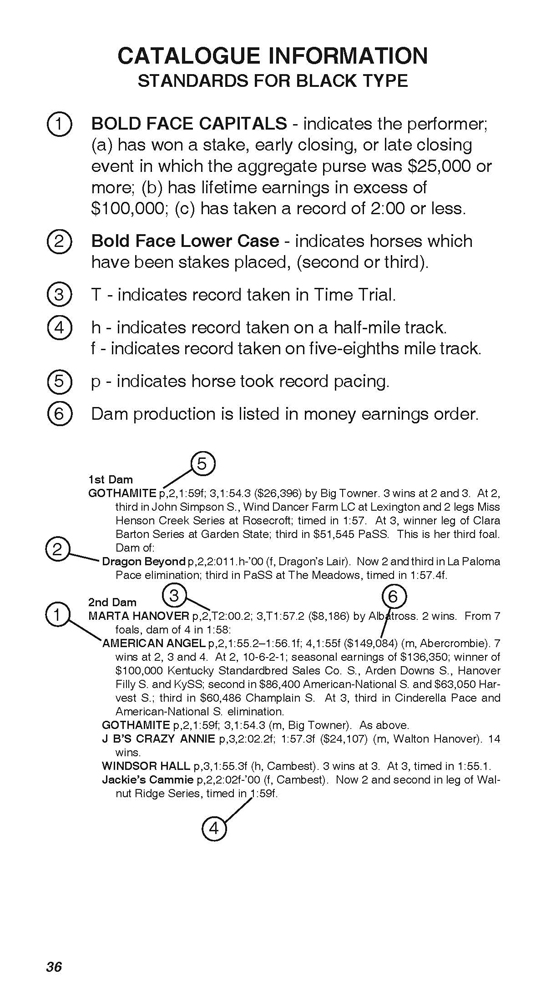 CATALOGUE INFORMATION
STANDARDS FOR BLACK TYPE
1 BOLD FACE CAPITALS - indicates the performer;
(a) has won a stake, early closing, or late closing
event in which the aggregate purse was $25,000 or
more; (b) has lifetime earnings in excess of
$100,000; (c) has taken a record of 2:00 or less.
2 Bold Face Lower Case - indicates horses which
have been stakes placed, (second or third).
3 T - indicates record taken in Time Trial.
4 h - indicates record taken on a half-mile track.
f - indicates record taken on five-eighths mile track.
5 p - indicates horse took record pacing.
6 Dam production is listed in money earnings order.
5
1st Dam
GOTHAMITE p,2,1:59f; 3,1:54.3 ($26,396) by Big Towner. 3 wins at 2 and 3. At 2,
third in John Simpson S., Wind Dancer Farm LC at Lexington and 2 legs Miss
Henson Creek Series at Rosecroft; timed in 1:57. At 3, winner leg of Clara
Barton Series at Garden State; third in $51,545 PaSS. This is her third foal.
Dam of:
2
Dragon Beyond p,2,2:011.h-'00 (f, Dragon's Lair). Now 2 and third in La Paloma
Pace elimination; third in PaSS at The Meadows, timed in 1:57.4f.
3
6
2nd Dam
1
MARTA HANOVER p,2,T2:00.2; 3,T1:57.2 ($8,186) by Albatross. 2 wins. From 7
foals, dam of 4 in 1:58:
AMERICAN ANGEL p,2,1:55.2–1:56.1f; 4,1:55f ($149,084) (m, Abercrombie). 7
wins at 2, 3 and 4. At 2, 10-6-2-1; seasonal earnings of $136,350; winner of
$100,000 Kentucky Standardbred Sales Co. S., Arden Downs S., Hanover
Filly S. and KySS; second in $86,400 American-National S. and $63,050 Har-
vest S.; third in $60,486 Champlain S. At 3, third in Cinderella Pace and
American-National S. elimination.
GOTHAMITE p,2,1:59f; 3,1:54.3 (m, Big Towner). As above.
J B'S CRAZY ANNIE p,3,2:02.2f; 1:57.3f ($24,107) (m, Walton Hanover). 14
wins.
WINDSOR HALL p,3,1:55.3f (h, Cambest). 3 wins at 3. At 3, timed in 1:55.1.
Jackie's Cammie p,2,2:02f-'00 (f, Cambest). Now 2 and second in leg of Wal-
nut Ridge Series, timed in 1:59f.
4
36